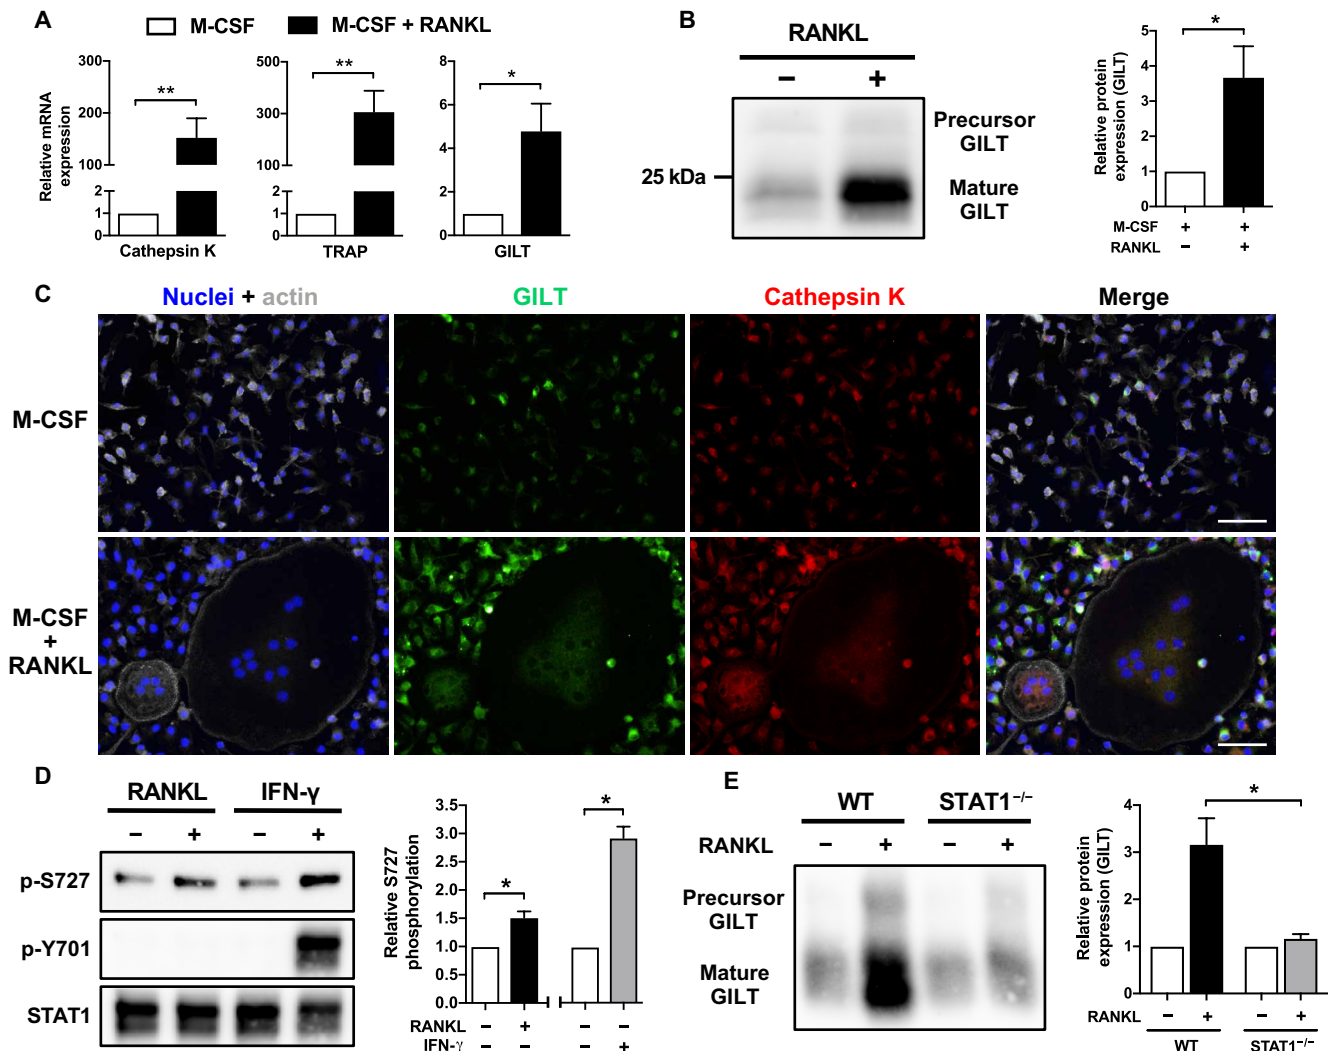 A
M-CSF
M-CSF + RANKL
Relative mRNA
expression
300
200
100
2
1
0
**
Cathepsin K
500
300
100
2
1
0
**
TRAP
8
6
4
2
0
*
GILT
B
RANKL
− +
25 kDa
Precursor
GILT
Mature
GILT
Relative protein
expression (GILT)
5
4
3
2
1
0
*
M-CSF + +
RANKL − +
C
Nuclei + actin
GILT
Cathepsin K
Merge
M-CSF
M-CSF
+
RANKL
D
RANKL IFN-γ
− + − +
p-S727
p-Y701
STAT1
Relative S727
phosphorylation
3.5
3.0
2.5
2.0
1.5
1.0
0.5
0.0
*
*
RANKL − + − −
IFN-γ − − − +
E
WT STAT1−/−
RANKL − + − +
Precursor
GILT
Mature
GILT
Relative protein
expression (GILT)
4
3
2
1
0
*
RANKL − + − +
WT STAT1−/−